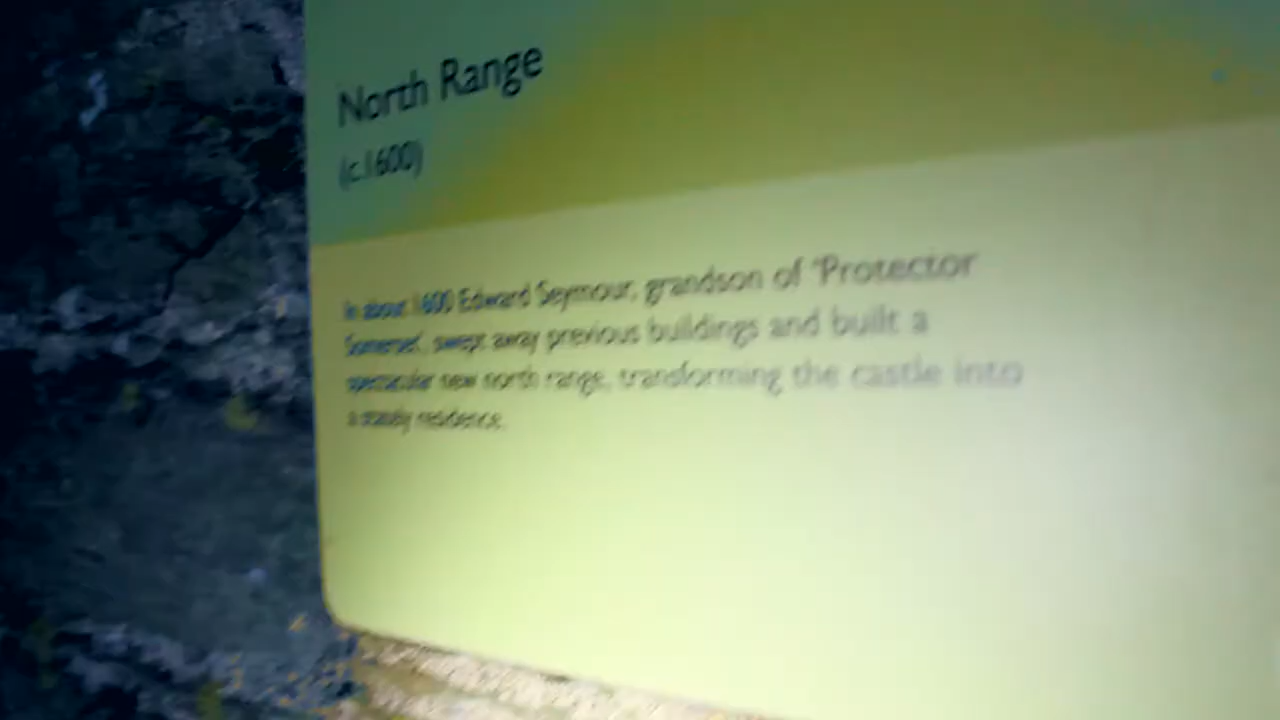 North Range
(c.1600)
In about 1600 Edward Seymour, grandson of 'Protector
Somerset', swept away previous buildings and built a
spectacular new north range, transforming the castle into
a stately residence.